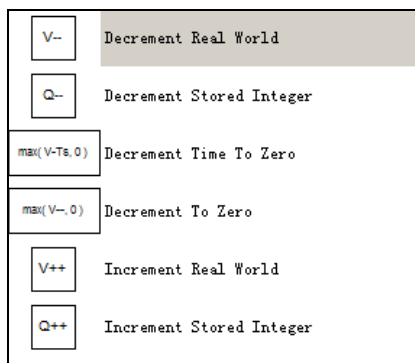 V-- Decrement Real World
Q-- Decrement Stored Integer
max( V-Ts, 0 ) Decrement Time To Zero
max( V--, 0 ) Decrement To Zero
V++ Increment Real World
Q++ Increment Stored Integer